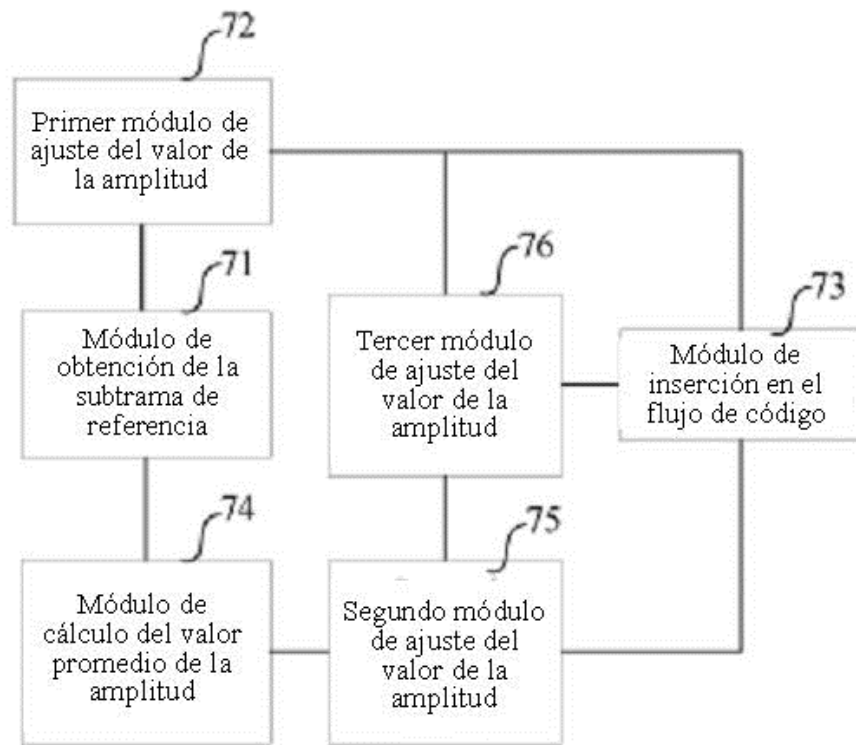 72
Primer módulo de
ajuste del valor de
la amplitud
71
Módulo de
obtención de la
subtrama de
referencia
76
Tercer módulo
de ajuste del
valor de la
amplitud
73
Módulo de
inserción en el
flujo de código
74
Módulo de
cálculo del valor
promedio de la
amplitud
75
Segundo módulo
de ajuste del
valor de la
amplitud